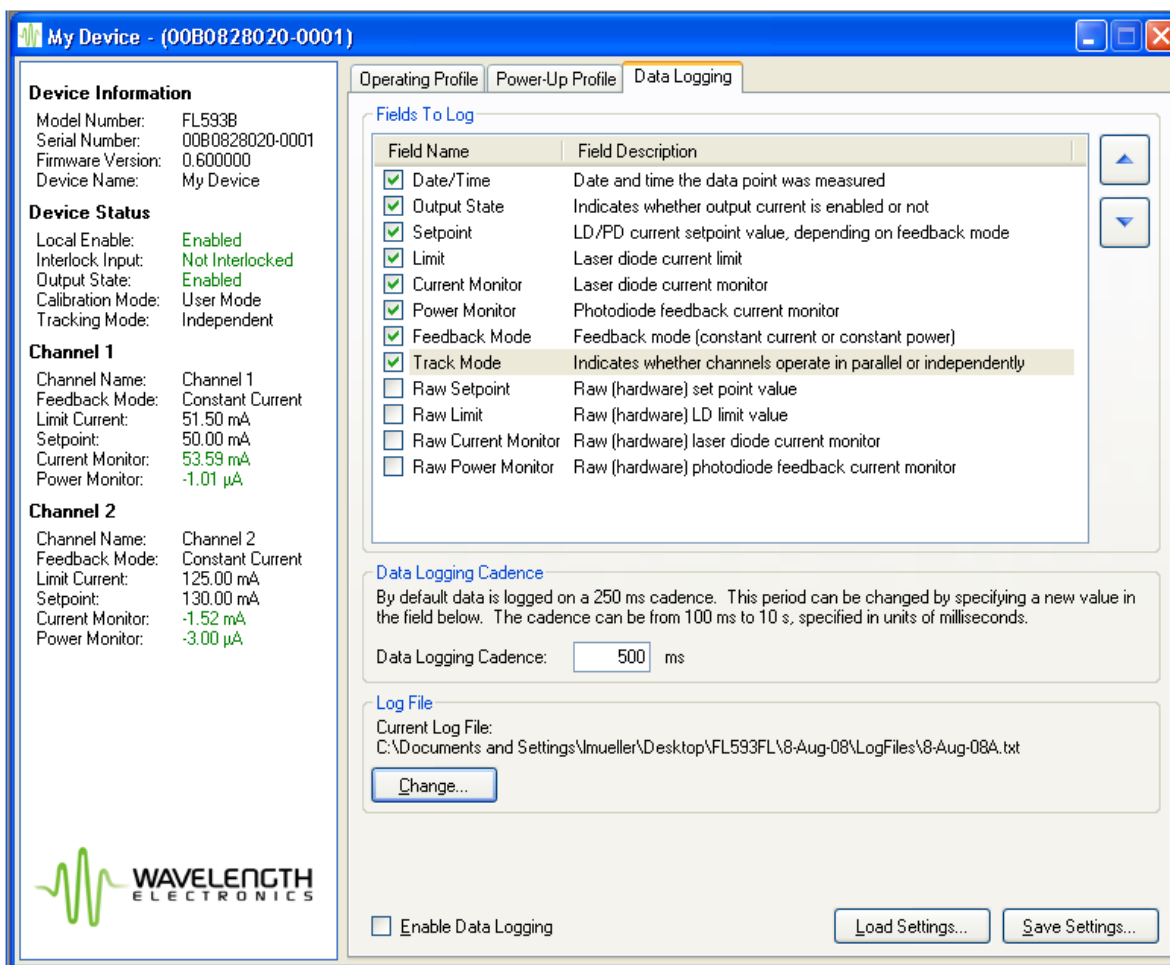 My Device - (00B0828020-0001)
Device Information
Model Number: FL593B
Serial Number: 00B0828020-0001
Firmware Version: 0.600000
Device Name: My Device
Device Status
Local Enable: Enabled
Interlock Input: Not Interlocked
Output State: Enabled
Calibration Mode: User Mode
Tracking Mode: Independent
Channel 1
Channel Name: Channel 1
Feedback Mode: Constant Current
Limit Current: 51.50 mA
Setpoint: 50.00 mA
Current Monitor: 53.59 mA
Power Monitor: -1.01 µA
Channel 2
Channel Name: Channel 2
Feedback Mode: Constant Current
Limit Current: 125.00 mA
Setpoint: 130.00 mA
Current Monitor: -1.52 mA
Power Monitor: -3.00 µA
WAVELENGTH
ELECTRONICS
Operating Profile Power-Up Profile Data Logging
Fields To Log
Field Name Field Description
Date/Time Date and time the data point was measured
Output State Indicates whether output current is enabled or not
Setpoint LD/PD current setpoint value, depending on feedback mode
Limit Laser diode current limit
Current Monitor Laser diode current monitor
Power Monitor Photodiode feedback current monitor
Feedback Mode Feedback mode (constant current or constant power)
Track Mode Indicates whether channels operate in parallel or independently
Raw Setpoint Raw (hardware) set point value
Raw Limit Raw (hardware) LD limit value
Raw Current Monitor Raw (hardware) laser diode current monitor
Raw Power Monitor Raw (hardware) photodiode feedback current monitor
Data Logging Cadence
By default data is logged on a 250 ms cadence. This period can be changed by specifying a new value in
the field below. The cadence can be from 100 ms to 10 s, specified in units of milliseconds.
Data Logging Cadence: 500 ms
Log File
Current Log File:
C:\Documents and Settings\lmueller\Desktop\FL593FL\8-Aug-08\LogFiles\8-Aug-08A.txt
Change...
Enable Data Logging
Load Settings...
Save Settings...